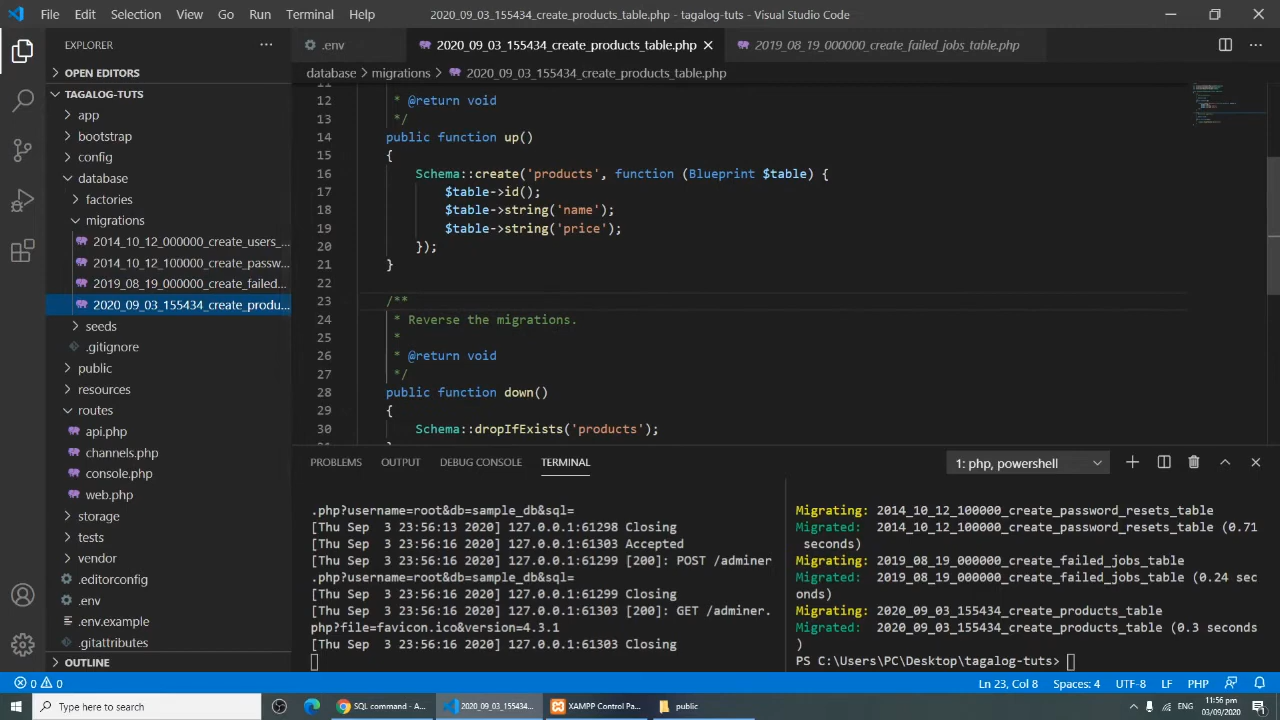 File Edit Selection View Go Run Terminal Help 2020_09_03_155434_create_products_table.php - tagalog-tuts - Visual Studio Code
EXPLORER
.env 2020_09_03_155434_create_products_table.php 2019_08_19_000000_create_failed_jobs_table.php
OPEN EDITORS
database > migrations > 2020_09_03_155434_create_products_table.php
TAGALOG-TUTS
app
bootstrap
config
database
factories
migrations
2014_10_12_000000_create_users_...
2014_10_12_100000_create_passw...
2019_08_19_000000_create_failed...
2020_09_03_155434_create_produ...
seeds
.gitignore
public
resources
routes
api.php
channels.php
console.php
web.php
storage
tests
vendor
.editorconfig
.env
.env.example
.gitattributes
OUTLINE
11
12 * @return void
13 */
14 public function up()
15 {
16 Schema::create('products', function (Blueprint $table) {
17 $table->id();
18 $table->string('name');
19 $table->string('price');
20 });
21 }
22
23 /**
24 * Reverse the migrations.
25 *
26 * @return void
27 */
28 public function down()
29 {
30 Schema::dropIfExists('products');
PROBLEMS OUTPUT DEBUG CONSOLE TERMINAL 1: php, powershell
.php?username=root&db=sample_db&sql=
[Thu Sep 3 23:56:13 2020] 127.0.0.1:61298 Closing
[Thu Sep 3 23:56:16 2020] 127.0.0.1:61303 Accepted
[Thu Sep 3 23:56:16 2020] 127.0.0.1:61299 [200]: POST /adminer
.php?username=root&db=sample_db&sql=
[Thu Sep 3 23:56:16 2020] 127.0.0.1:61299 Closing
[Thu Sep 3 23:56:16 2020] 127.0.0.1:61303 [200]: GET /adminer.
php?file=favicon.ico&version=4.3.1
[Thu Sep 3 23:56:16 2020] 127.0.0.1:61303 Closing
Migrating: 2014_10_12_100000_create_password_resets_table
Migrated: 2014_10_12_100000_create_password_resets_table (0.71
seconds)
Migrating: 2019_08_19_000000_create_failed_jobs_table
Migrated: 2019_08_19_000000_create_failed_jobs_table (0.24 sec
onds)
Migrating: 2020_09_03_155434_create_products_table
Migrated: 2020_09_03_155434_create_products_table (0.3 seconds
)
PS C:\Users\PC\Desktop\tagalog-tuts>
0 0 Ln 23, Col 8 Spaces: 4 UTF-8 LF PHP
Type here to search SQL command - A... 2020_09_03_155434... XAMPP Control Pa... public
11:56 pm
03/09/2020
1